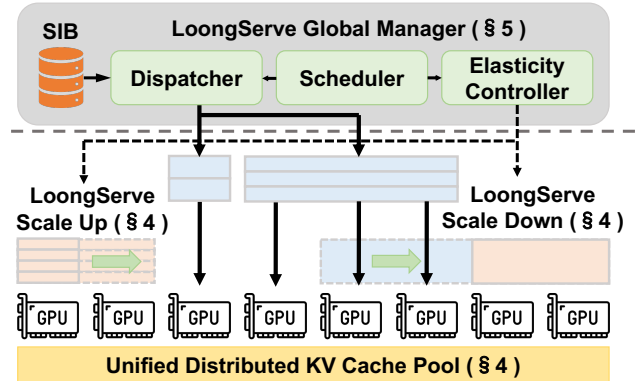 SIB
LoongServe Global Manager ( § 5 )
Dispatcher
Scheduler
Elasticity
Controller
LoongServe
Scale Up ( § 4 )
LoongServe
Scale Down ( § 4 )
GPU
GPU
GPU
GPU
GPU
GPU
GPU
GPU
Unified Distributed KV Cache Pool ( § 4 )